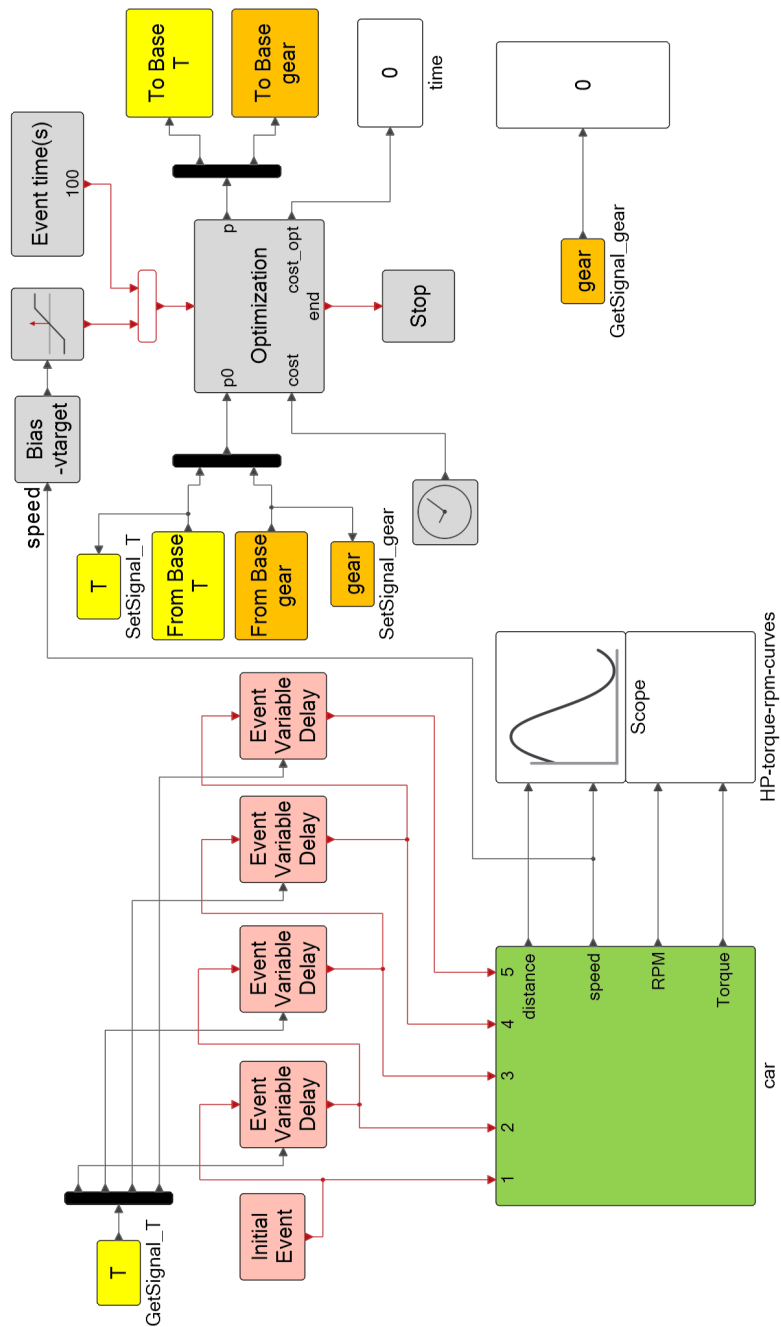 T
GetSignal_T
Initial
Event
Event
Variable
Delay
Event
Variable
Delay
Event
Variable
Delay
Event
Variable
Delay
1
2
3
4
5
distance
speed
RPM
Torque
car
Scope
HP-torque-rpm-curves
speed
Bias
-vtarget
Event time(s)
100
T
SetSignal_T
From Base
T
From Base
gear
gear
SetSignal_gear
p0
cost
Optimization
p
cost_opt
end
To Base
T
To Base
gear
0
time
Stop
gear
GetSignal_gear
0